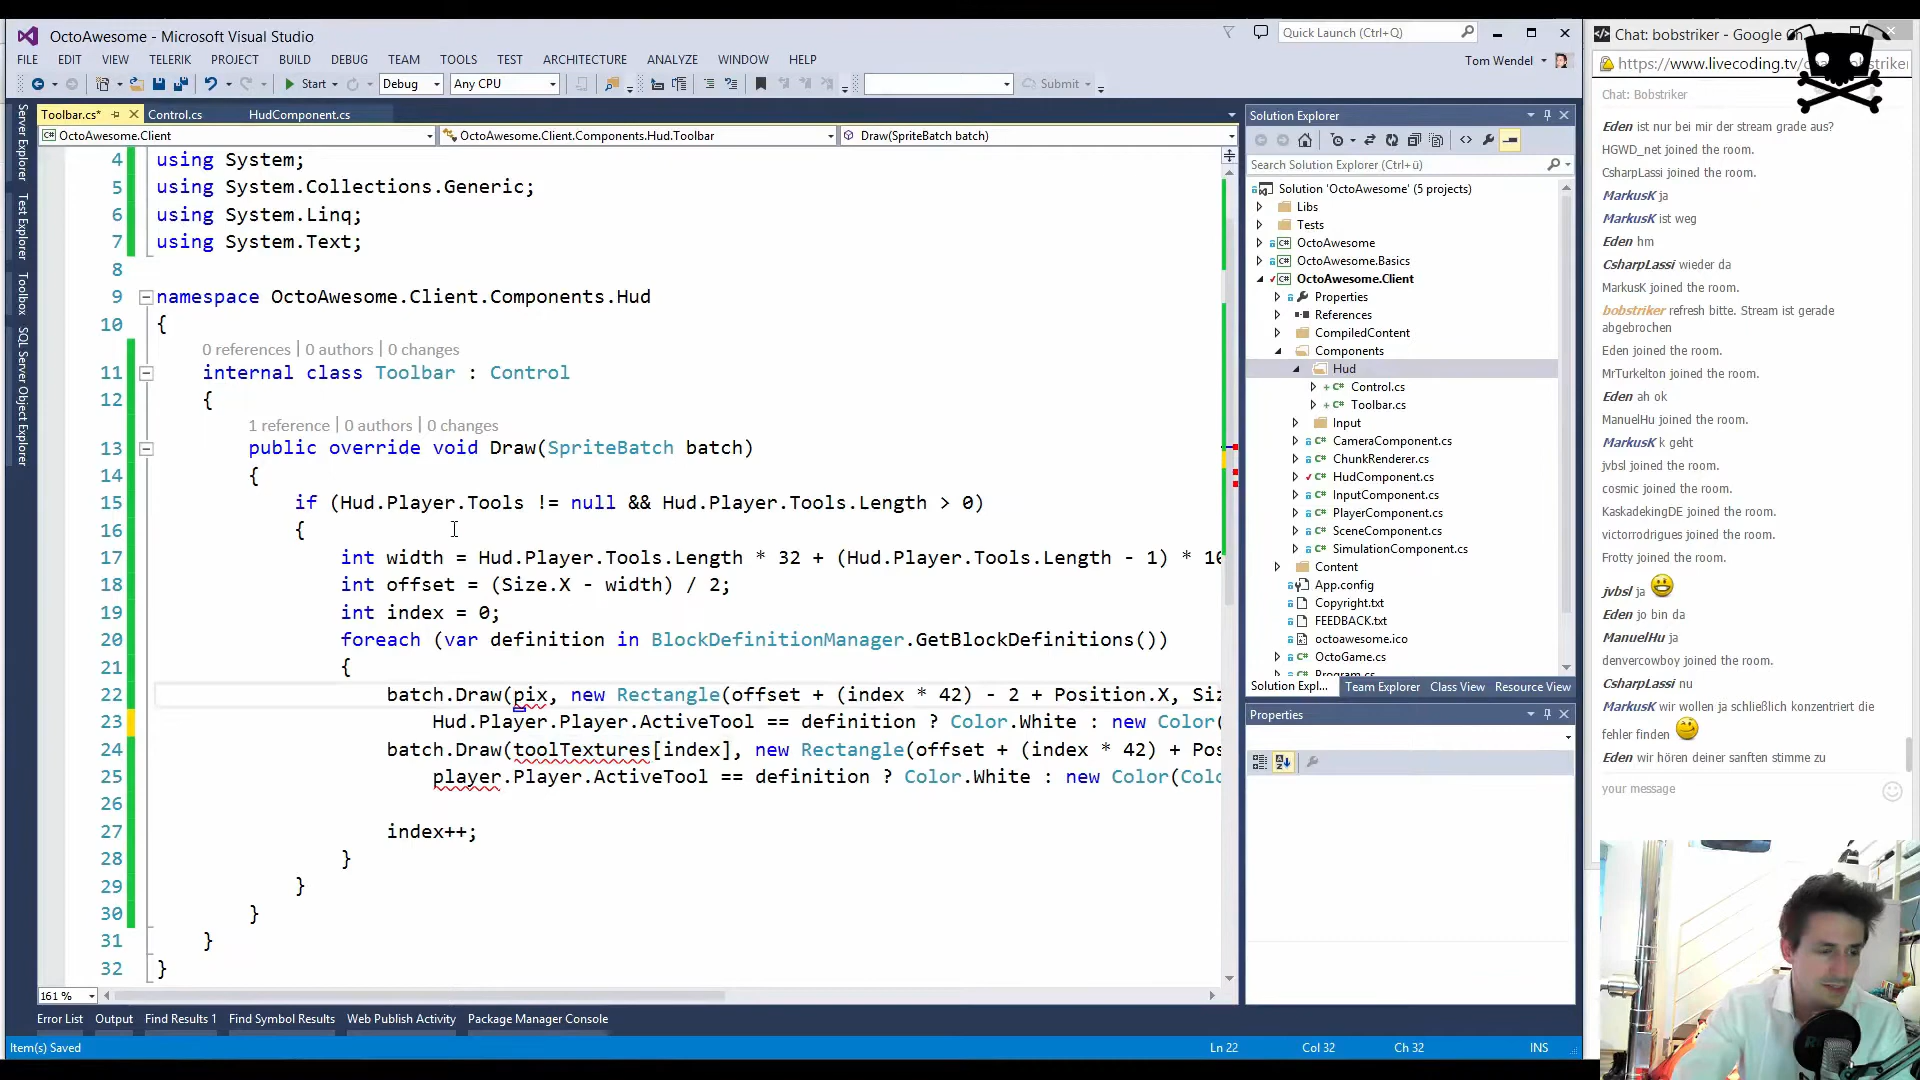 OctoAwesome - Microsoft Visual Studio
Quick Launch (Ctrl+Q)
FILE EDIT VIEW TELERIK PROJECT BUILD DEBUG TEAM TOOLS TEST ARCHITECTURE ANALYZE WINDOW HELP
Tom Wendel
Start Debug Any CPU Submit
Toolbar.cs* Control.cs HudComponent.cs
OctoAwesome.Client OctoAwesome.Client.Components.Hud.Toolbar Draw(SpriteBatch batch)
Server Explorer
Test Explorer
Toolbox
SQL Server Object Explorer
4 using System;
5 using System.Collections.Generic;
6 using System.Linq;
7 using System.Text;
8
9 namespace OctoAwesome.Client.Components.Hud
10 {
0 references | 0 authors | 0 changes
11 internal class Toolbar : Control
12 {
1 reference | 0 authors | 0 changes
13 public override void Draw(SpriteBatch batch)
14 {
15 if (Hud.Player.Tools != null && Hud.Player.Tools.Length > 0)
16 {
17 int width = Hud.Player.Tools.Length * 32 + (Hud.Player.Tools.Length - 1) * 10
18 int offset = (Size.X - width) / 2;
19 int index = 0;
20 foreach (var definition in BlockDefinitionManager.GetBlockDefinitions())
21 {
22 batch.Draw(pix, new Rectangle(offset + (index * 42) - 2 + Position.X, Siz
23 Hud.Player.Player.ActiveTool == definition ? Color.White : new Color(
24 batch.Draw(toolTextures[index], new Rectangle(offset + (index * 42) + Pos
25 player.Player.ActiveTool == definition ? Color.White : new Color(Colo
26
27 index++;
28 }
29 }
30 }
31 }
32 }
161 %
Error List Output Find Results 1 Find Symbol Results Web Publish Activity Package Manager Console
Item(s) Saved Ln 22 Col 32 Ch 32 INS
Solution Explorer
Search Solution Explorer (Ctrl+ü)
Solution 'OctoAwesome' (5 projects)
Libs
Tests
OctoAwesome
OctoAwesome.Basics
OctoAwesome.Client
Properties
References
CompiledContent
Components
Hud
Control.cs
Toolbar.cs
Input
CameraComponent.cs
ChunkRenderer.cs
HudComponent.cs
InputComponent.cs
PlayerComponent.cs
SceneComponent.cs
SimulationComponent.cs
Content
App.config
Copyright.txt
FEEDBACK.txt
octoawesome.ico
OctoGame.cs
Program.cs
Solution Expl... Team Explorer Class View Resource View
Properties
Chat: bobstriker - Google Ch
https://www.livecoding.tv/
Chat: Bobstriker
Eden ist nur bei mir der stream grade aus?
HGWD_net joined the room.
CsharpLassi joined the room.
MarkusK ja
MarkusK ist weg
Eden hm
CsharpLassi wieder da
MarkusK joined the room.
bobstriker refresh bitte. Stream ist gerade
abgebrochen
Eden joined the room.
MrTurkelton joined the room.
Eden ah ok
ManuelHu joined the room.
MarkusK k geht
jvbsl joined the room.
cosmic joined the room.
KaskadekingDE joined the room.
victorrodrigues joined the room.
Frotty joined the room.
jvbsl ja
Eden jo bin da
ManuelHu ja
denvercowboy joined the room.
CsharpLassi nu
MarkusK wir wollen ja schließlich konzentriert die
fehler finden
Eden wir hören deiner sanften stimme zu
your message